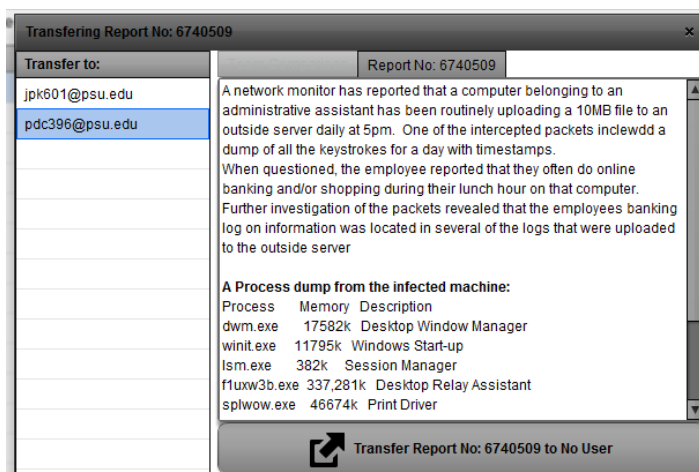 Transfering Report No: 6740509
×
Transfer to:
jpk601@psu.edu
pdc396@psu.edu
Report No: 6740509
A network monitor has reported that a computer belonging to an
administrative assistant has been routinely uploading a 10MB file to an
outside server daily at 5pm. One of the intercepted packets inclewdd a
dump of all the keystrokes for a day with timestamps.
When questioned, the employee reported that they often do online
banking and/or shopping during their lunch hour on that computer.
Further investigation of the packets revealed that the employees banking
log on information was located in several of the logs that were uploaded
to the outside server
A Process dump from the infected machine:
Process Memory Description
dwm.exe 17582k Desktop Window Manager
winit.exe 11795k Windows Start-up
lsm.exe 382k Session Manager
f1uxw3b.exe 337,281k Desktop Relay Assistant
splwow.exe 46674k Print Driver
Transfer Report No: 6740509 to No User